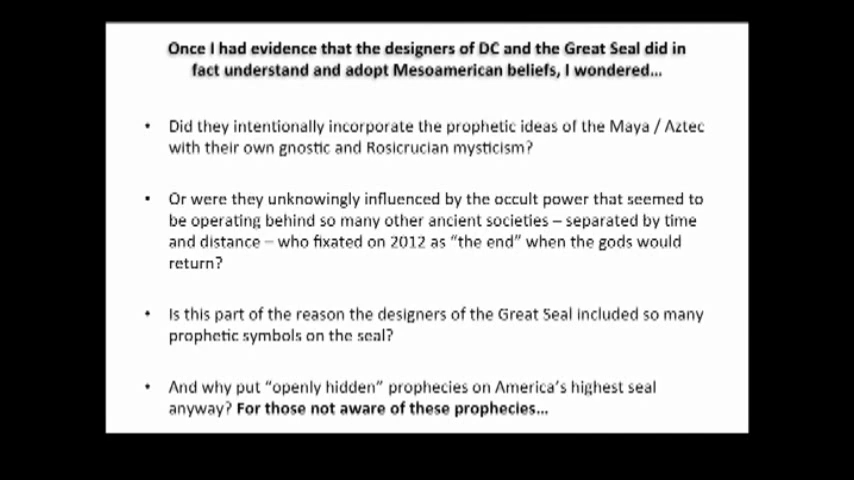 Once I had evidence that the designers of DC and the Great Seal did in
fact understand and adopt Mesoamerican beliefs, I wondered...
• Did they intentionally incorporate the prophetic ideas of the Maya / Aztec
with their own gnostic and Rosicrucian mysticism?
• Or were they unknowingly influenced by the occult power that seemed to
be operating behind so many other ancient societies – separated by time
and distance – who fixated on 2012 as “the end” when the gods would
return?
• Is this part of the reason the designers of the Great Seal included so many
prophetic symbols on the seal?
• And why put “openly hidden” prophecies on America’s highest seal
anyway? For those not aware of these prophecies...